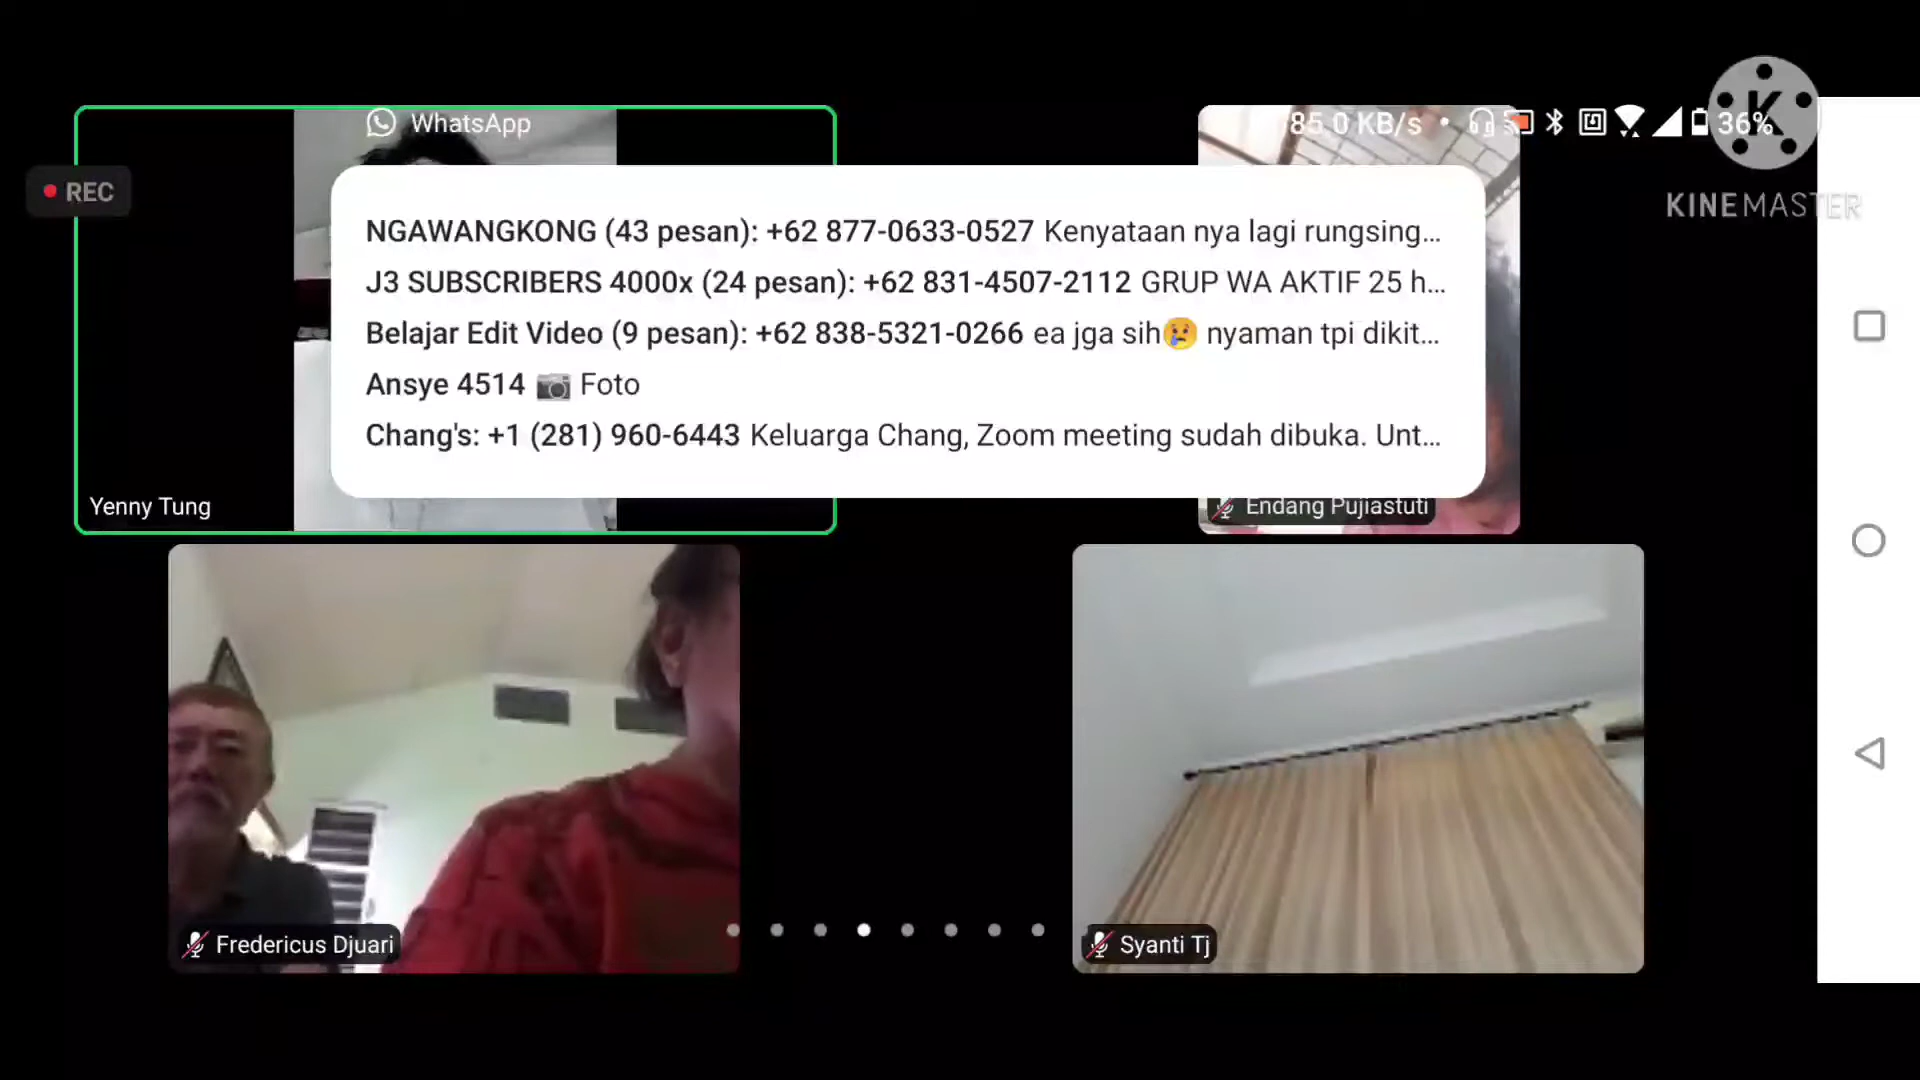 WhatsApp
85.0 KB/s • 36%
REC
KINEMASTER
NGAWANGKONG (43 pesan): +62 877-0633-0527 Kenyataan nya lagi rungsing...
J3 SUBSCRIBERS 4000x (24 pesan): +62 831-4507-2112 GRUP WA AKTIF 25 h...
Belajar Edit Video (9 pesan): +62 838-5321-0266 ea jga sih😢 nyaman tpi dikit...
Ansye 4514 📷 Foto
Chang's: +1 (281) 960-6443 Keluarga Chang, Zoom meeting sudah dibuka. Unt...
Yenny Tung
Endang Pujiastuti
Fredericus Djuari
Syanti Tj